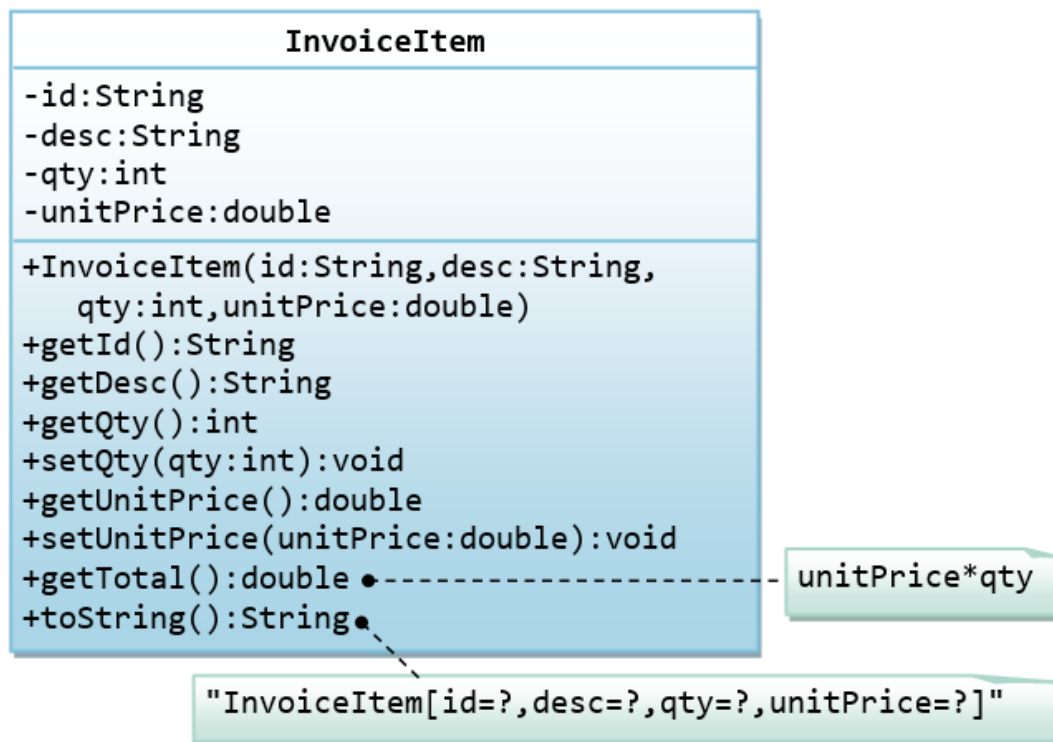 InvoiceItem
-id:String
-desc:String
-qty:int
-unitPrice:double
+InvoiceItem(id:String,desc:String,
qty:int,unitPrice:double)
+getId():String
+getDesc():String
+getQty():int
+setQty(qty:int):void
+getUnitPrice():double
+setUnitPrice(unitPrice:double):void
+getTotal():double
unitPrice*qty
+toString():String
"InvoiceItem[id=?,desc=?,qty=?,unitPrice=?]"